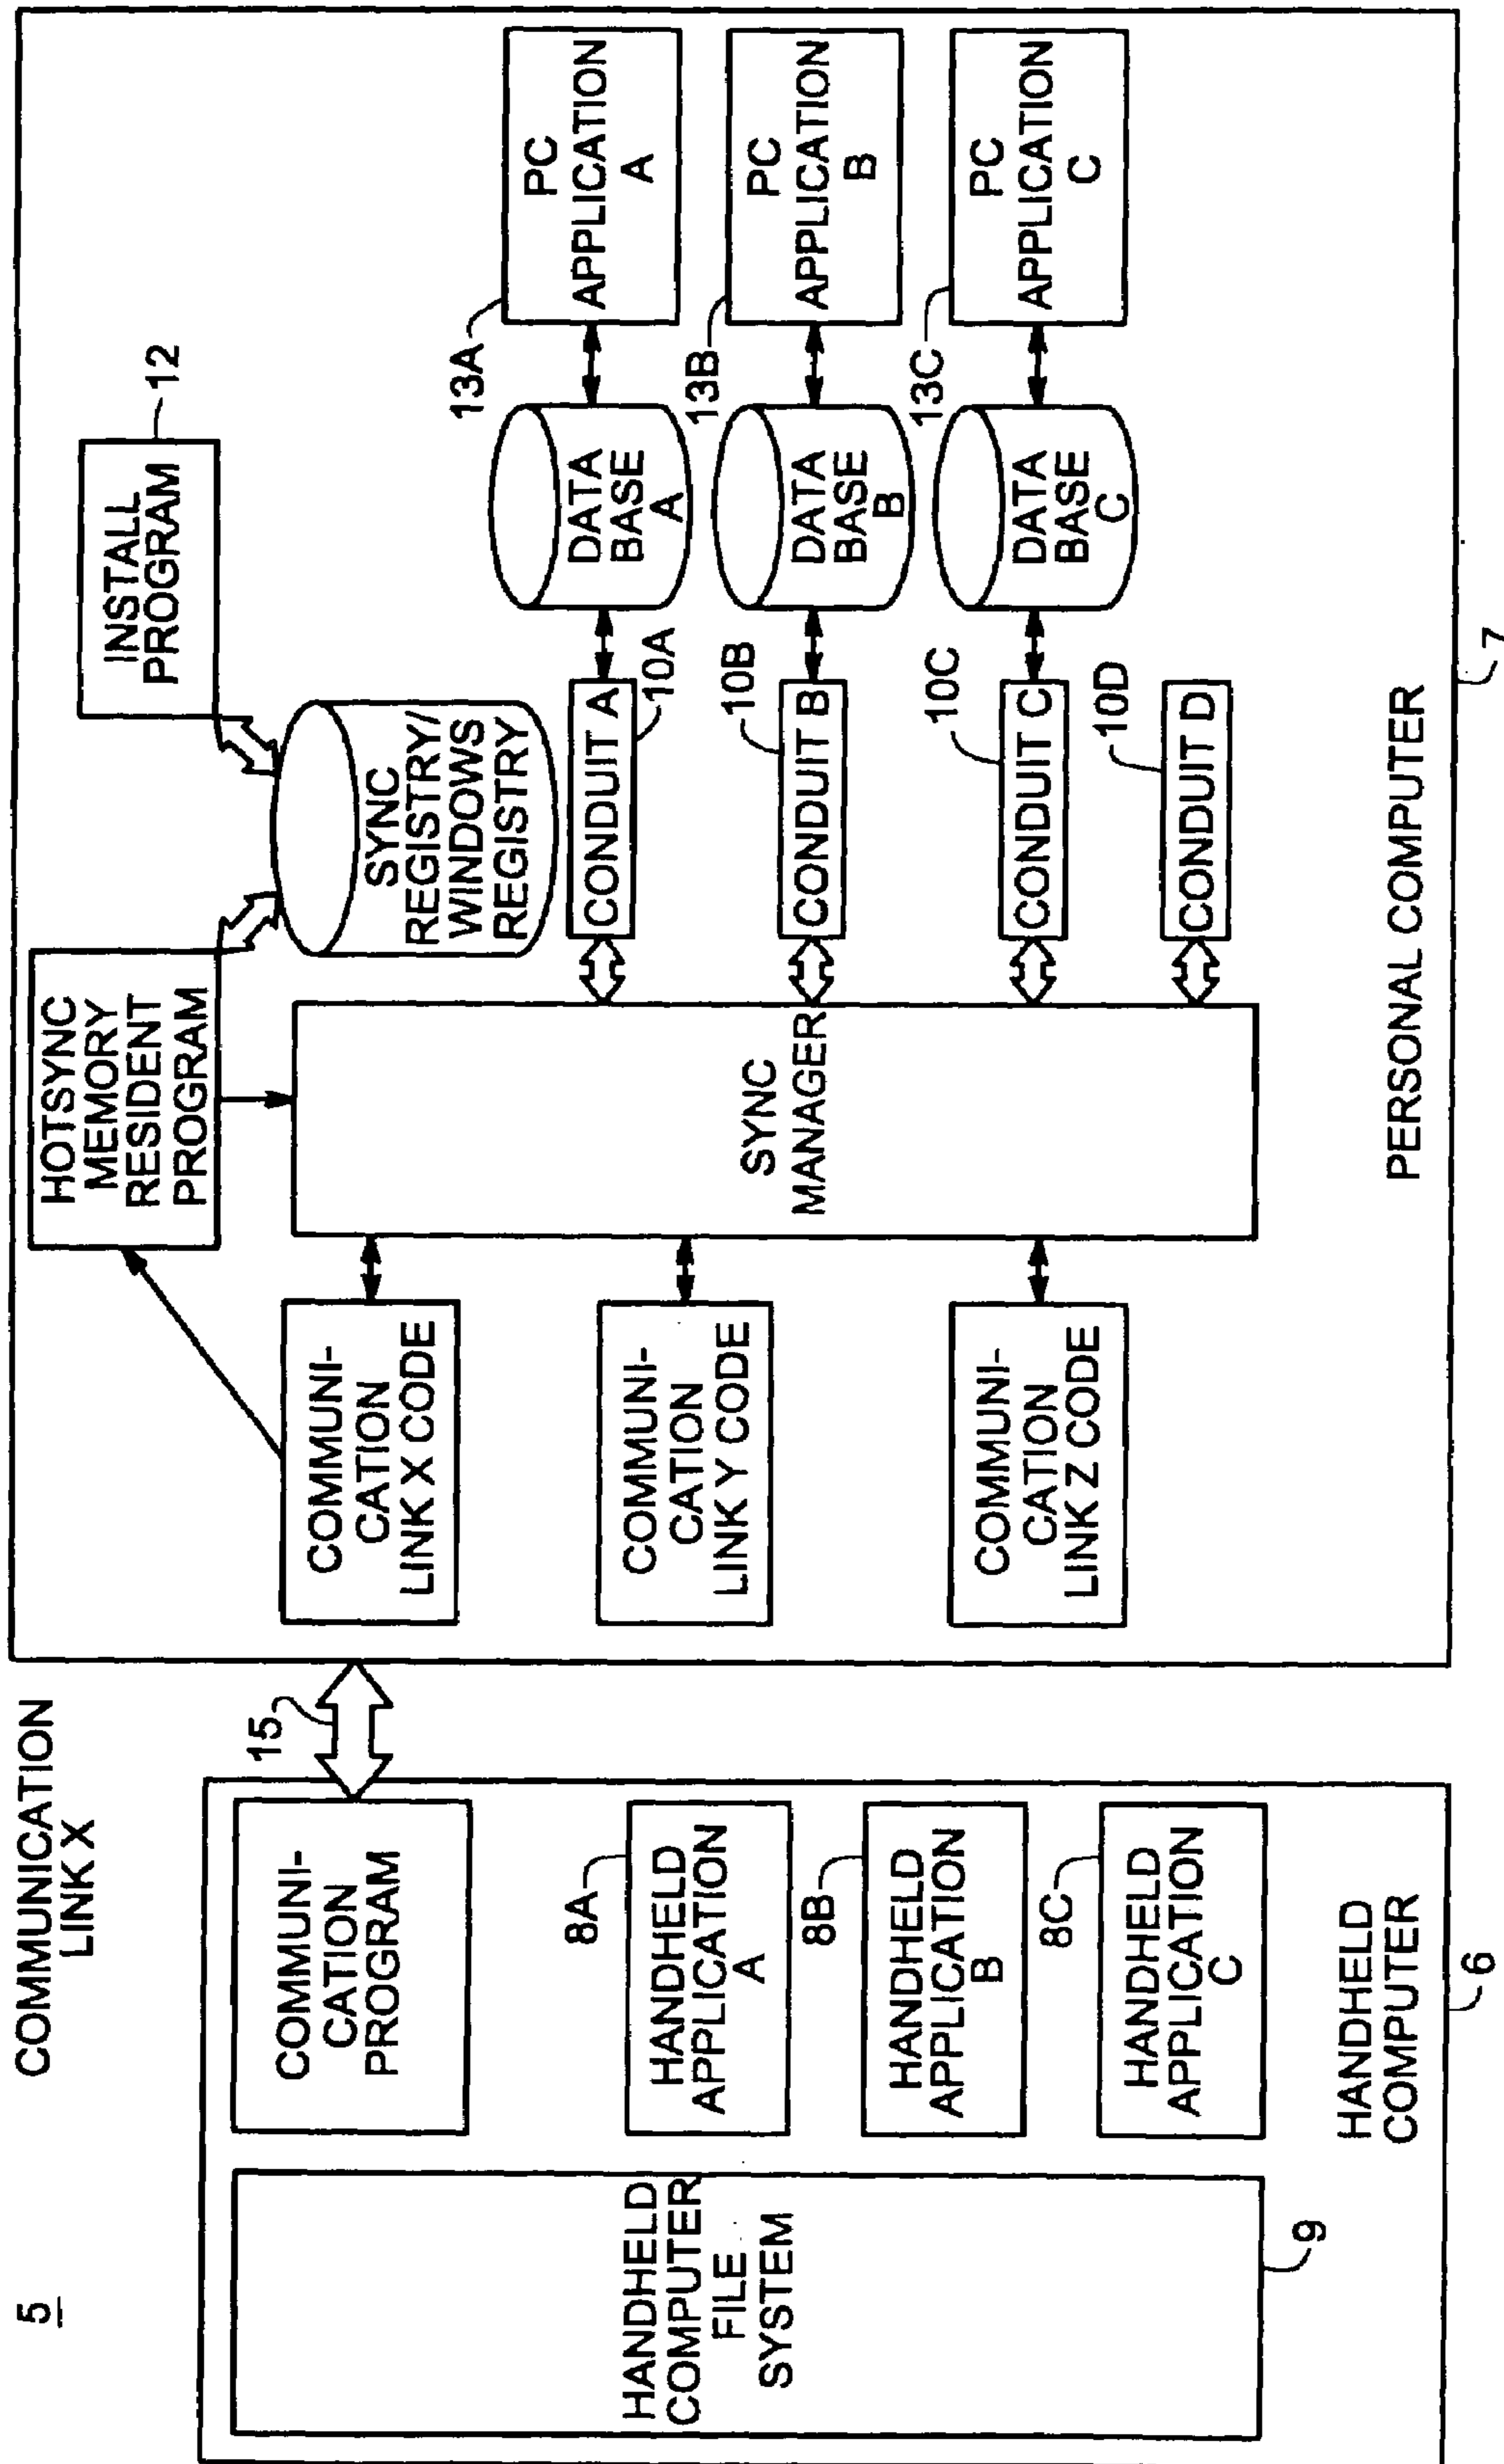 5
COMMUNICATION
LINK X
15
HANDHELD
COMPUTER
FILE
SYSTEM
9
COMMUNI-
CATION
PROGRAM
8A
HANDHELD
APPLICATION
A
8B
HANDHELD
APPLICATION
B
8C
HANDHELD
APPLICATION
C
HANDHELD
COMPUTER
6
COMMUNI-
CATION
LINK X CODE
COMMUNI-
CATION
LINK Y CODE
COMMUNI-
CATION
LINK Z CODE
HOTSYNC
MEMORY
RESIDENT
PROGRAM
SYNC
MANAGER
INSTALL
PROGRAM
12
SYNC
REGISTRY/
WINDOWS
REGISTRY
CONDUIT A
10A
CONDUIT B
10B
CONDUIT C
10C
CONDUIT D
10D
DATA
BASE
A
DATA
BASE
B
DATA
BASE
C
13A
PC
APPLICATION
A
13B
PC
APPLICATION
B
13C
PC
APPLICATION
C
PERSONAL COMPUTER
7